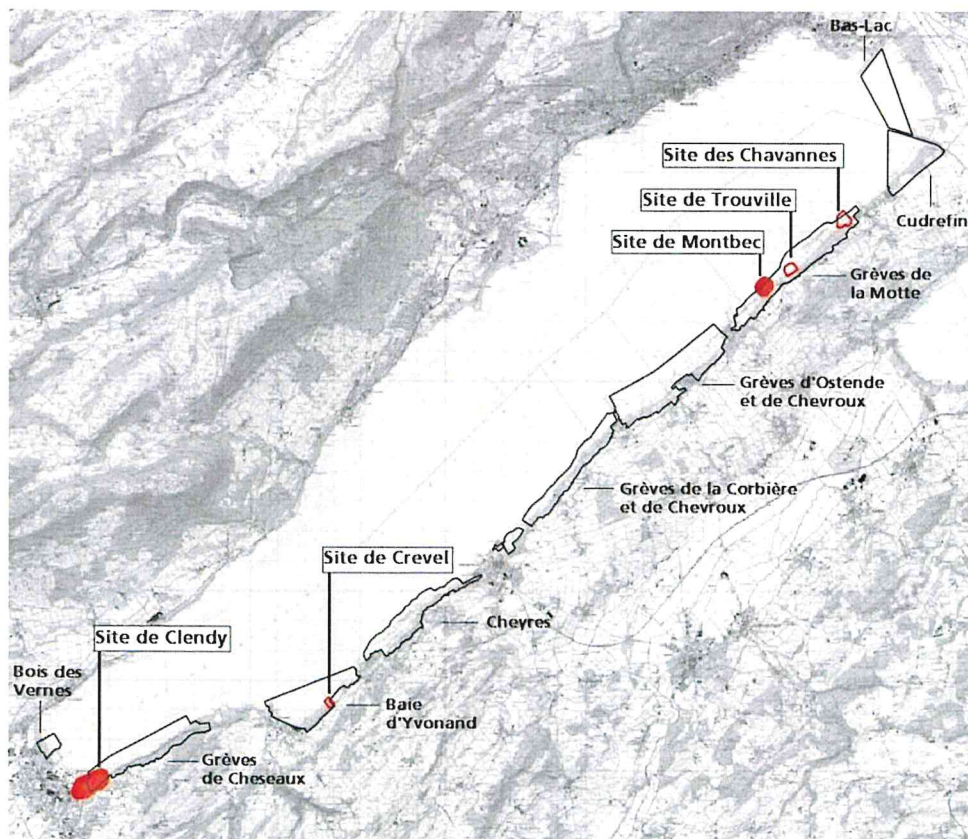 Bas-Lac
Site des Chavannes
Site de Trouville
Cudrefin
Site de Montbec
Grèves de
la Motte
Grèves d'Ostende
et de Chevroux
Grèves de la Corbière
et de Chevroux
Site de Crevel
Cheyres
Site de Clendy
Bois des
Vernes
Baie
d'Yvonand
Grèves
de Cheseaux